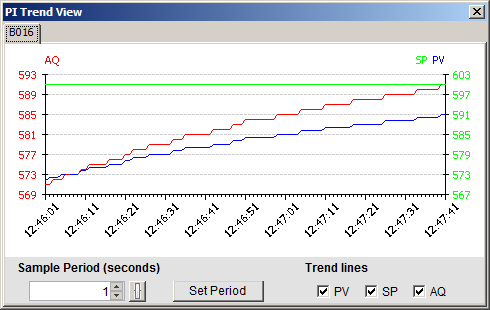 PI Trend View
B016
AQ SP PV
593 603
589 597
585 591
581 585
577 579
573 573
569 567
12:46:01 12:46:11 12:46:21 12:46:31 12:46:41 12:46:51 12:47:01 12:47:11 12:47:21 12:47:31 12:47:41
Sample Period (seconds) Trend lines
1 Set Period PV SP AQ